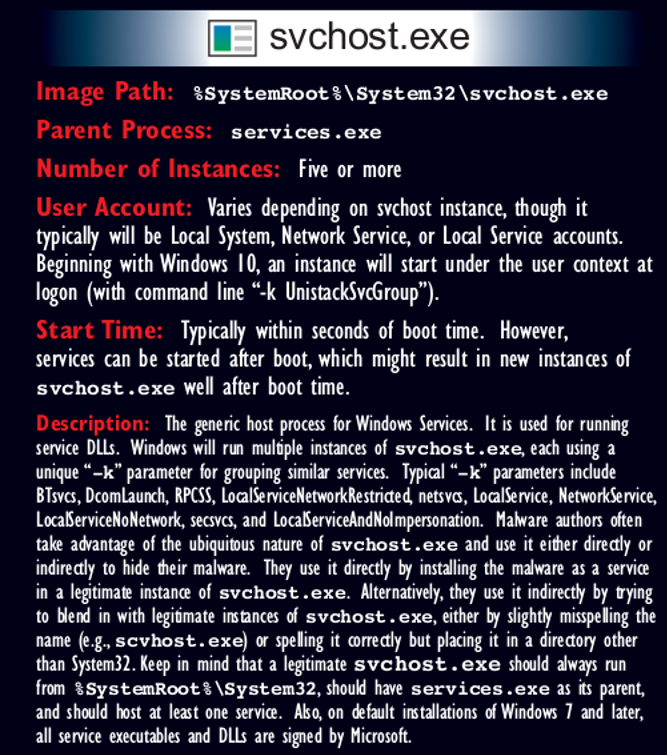 svchost.exe
Image Path: %SystemRoot%\System32\svchost.exe
Parent Process: services.exe
Number of Instances: Five or more
User Account: Varies depending on svchost instance, though it
typically will be Local System, Network Service, or Local Service accounts.
Beginning with Windows 10, an instance will start under the user context at
logon (with command line “-k UnistackSvcGroup”).
Start Time: Typically within seconds of boot time. However,
services can be started after boot, which might result in new instances of
svchost.exe well after boot time.
Description: The generic host process for Windows Services. It is used for running
service DLLs. Windows will run multiple instances of svchost.exe, each using a
unique “-k” parameter for grouping similar services. Typical “-k” parameters include
BTsvcs, DcomLaunch, RPCSS, LocalServiceNetworkRestricted, netsvcs, LocalService, NetworkService,
LocalServiceNoNetwork, secsvcs, and LocalServiceAndNoImpersonation. Malware authors often
take advantage of the ubiquitous nature of svchost.exe and use it either directly or
indirectly to hide their malware. They use it directly by installing the malware as a service
in a legitimate instance of svchost.exe. Alternatively, they use it indirectly by trying
to blend in with legitimate instances of svchost.exe, either by slightly misspelling the
name (e.g., scvhost.exe) or spelling it correctly but placing it in a directory other
than System32. Keep in mind that a legitimate svchost.exe should always run
from %SystemRoot%\System32, should have services.exe as its parent,
and should host at least one service. Also, on default installations of Windows 7 and later,
all service executables and DLLs are signed by Microsoft.